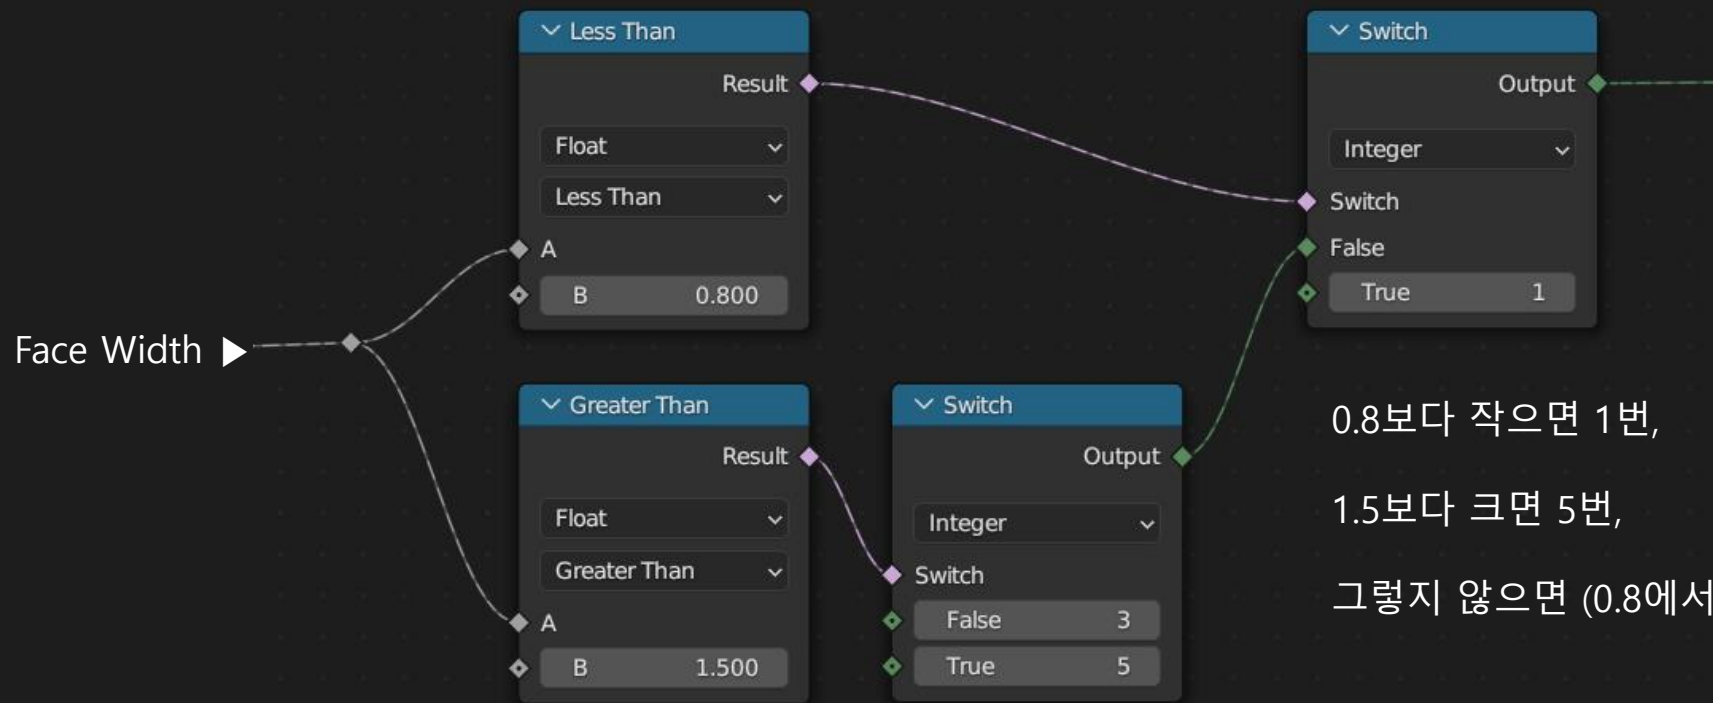 Less Than
Result
Float
Less Than
A
B 0.800
Switch
Output
Integer
Switch
False
True 1
Face Width ▶
Greater Than
Result
Float
Greater Than
A
B 1.500
Switch
Output
Integer
Switch
False 3
True 5
0.8보다 작으면 1번,
1.5보다 크면 5번,
그렇지 않으면 (0.8에서